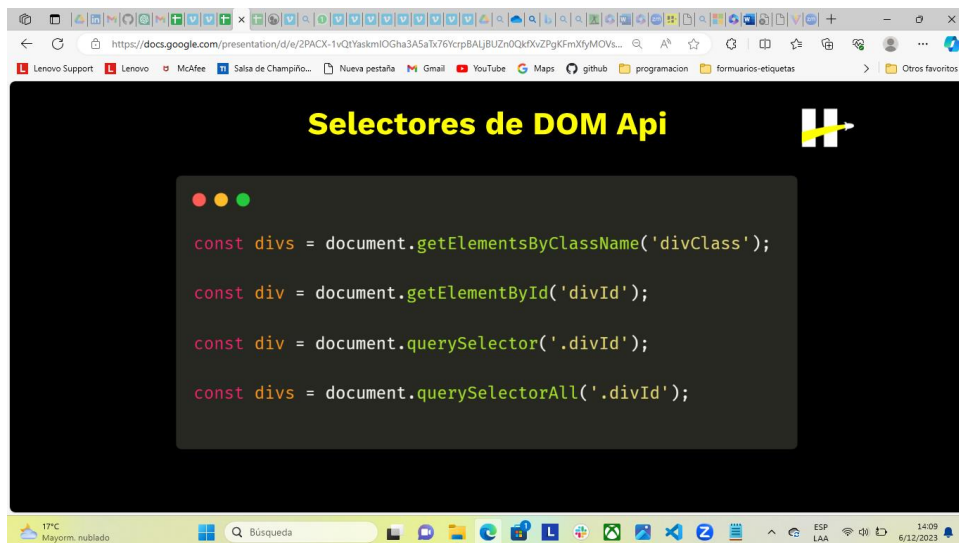 https://docs.google.com/presentation/d/e/2PACX-1vQtYaskmIOGha3A5aTx76YcrpBALjBUZn0QkfXvZPgKFmXfyMOVs...
Lenovo Support
Lenovo
McAfee
Salsa de Champiño...
Nueva pestaña
Gmail
YouTube
Maps
github
programacion
formuarios-etiquetas
Otros favoritos
Selectores de DOM Api
const divs = document.getElementsByClassName('divClass');
const div = document.getElementById('divId');
const div = document.querySelector('.divId');
const divs = document.querySelectorAll('.divId');
17°C
Mayorm. nublado
Búsqueda
ESP
LAA
14:09
6/12/2023